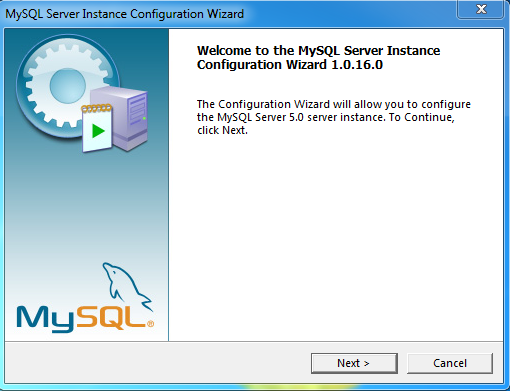 MySQL Server Instance Configuration Wizard
X
Welcome to the MySQL Server Instance
Configuration Wizard 1.0.16.0
The Configuration Wizard will allow you to configure
the MySQL Server 5.0 server instance. To Continue,
click Next.
MySQL®
Next >
Cancel